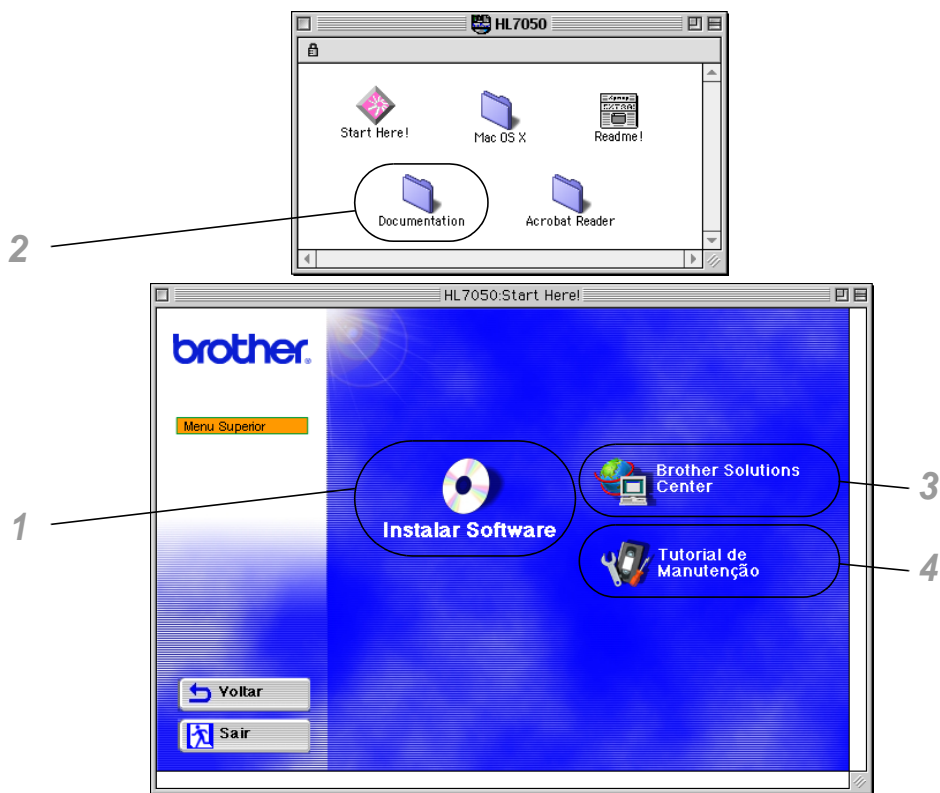 HL7050
Start Here!
Mac OS X
Readme!
Documentation
Acrobat Reader
2
HL7050:Start Here!
brother.
Menu Superior
Instalar Software
Brother Solutions
Center
Tutorial de
Manutenção
1
3
4
Voltar
Sair